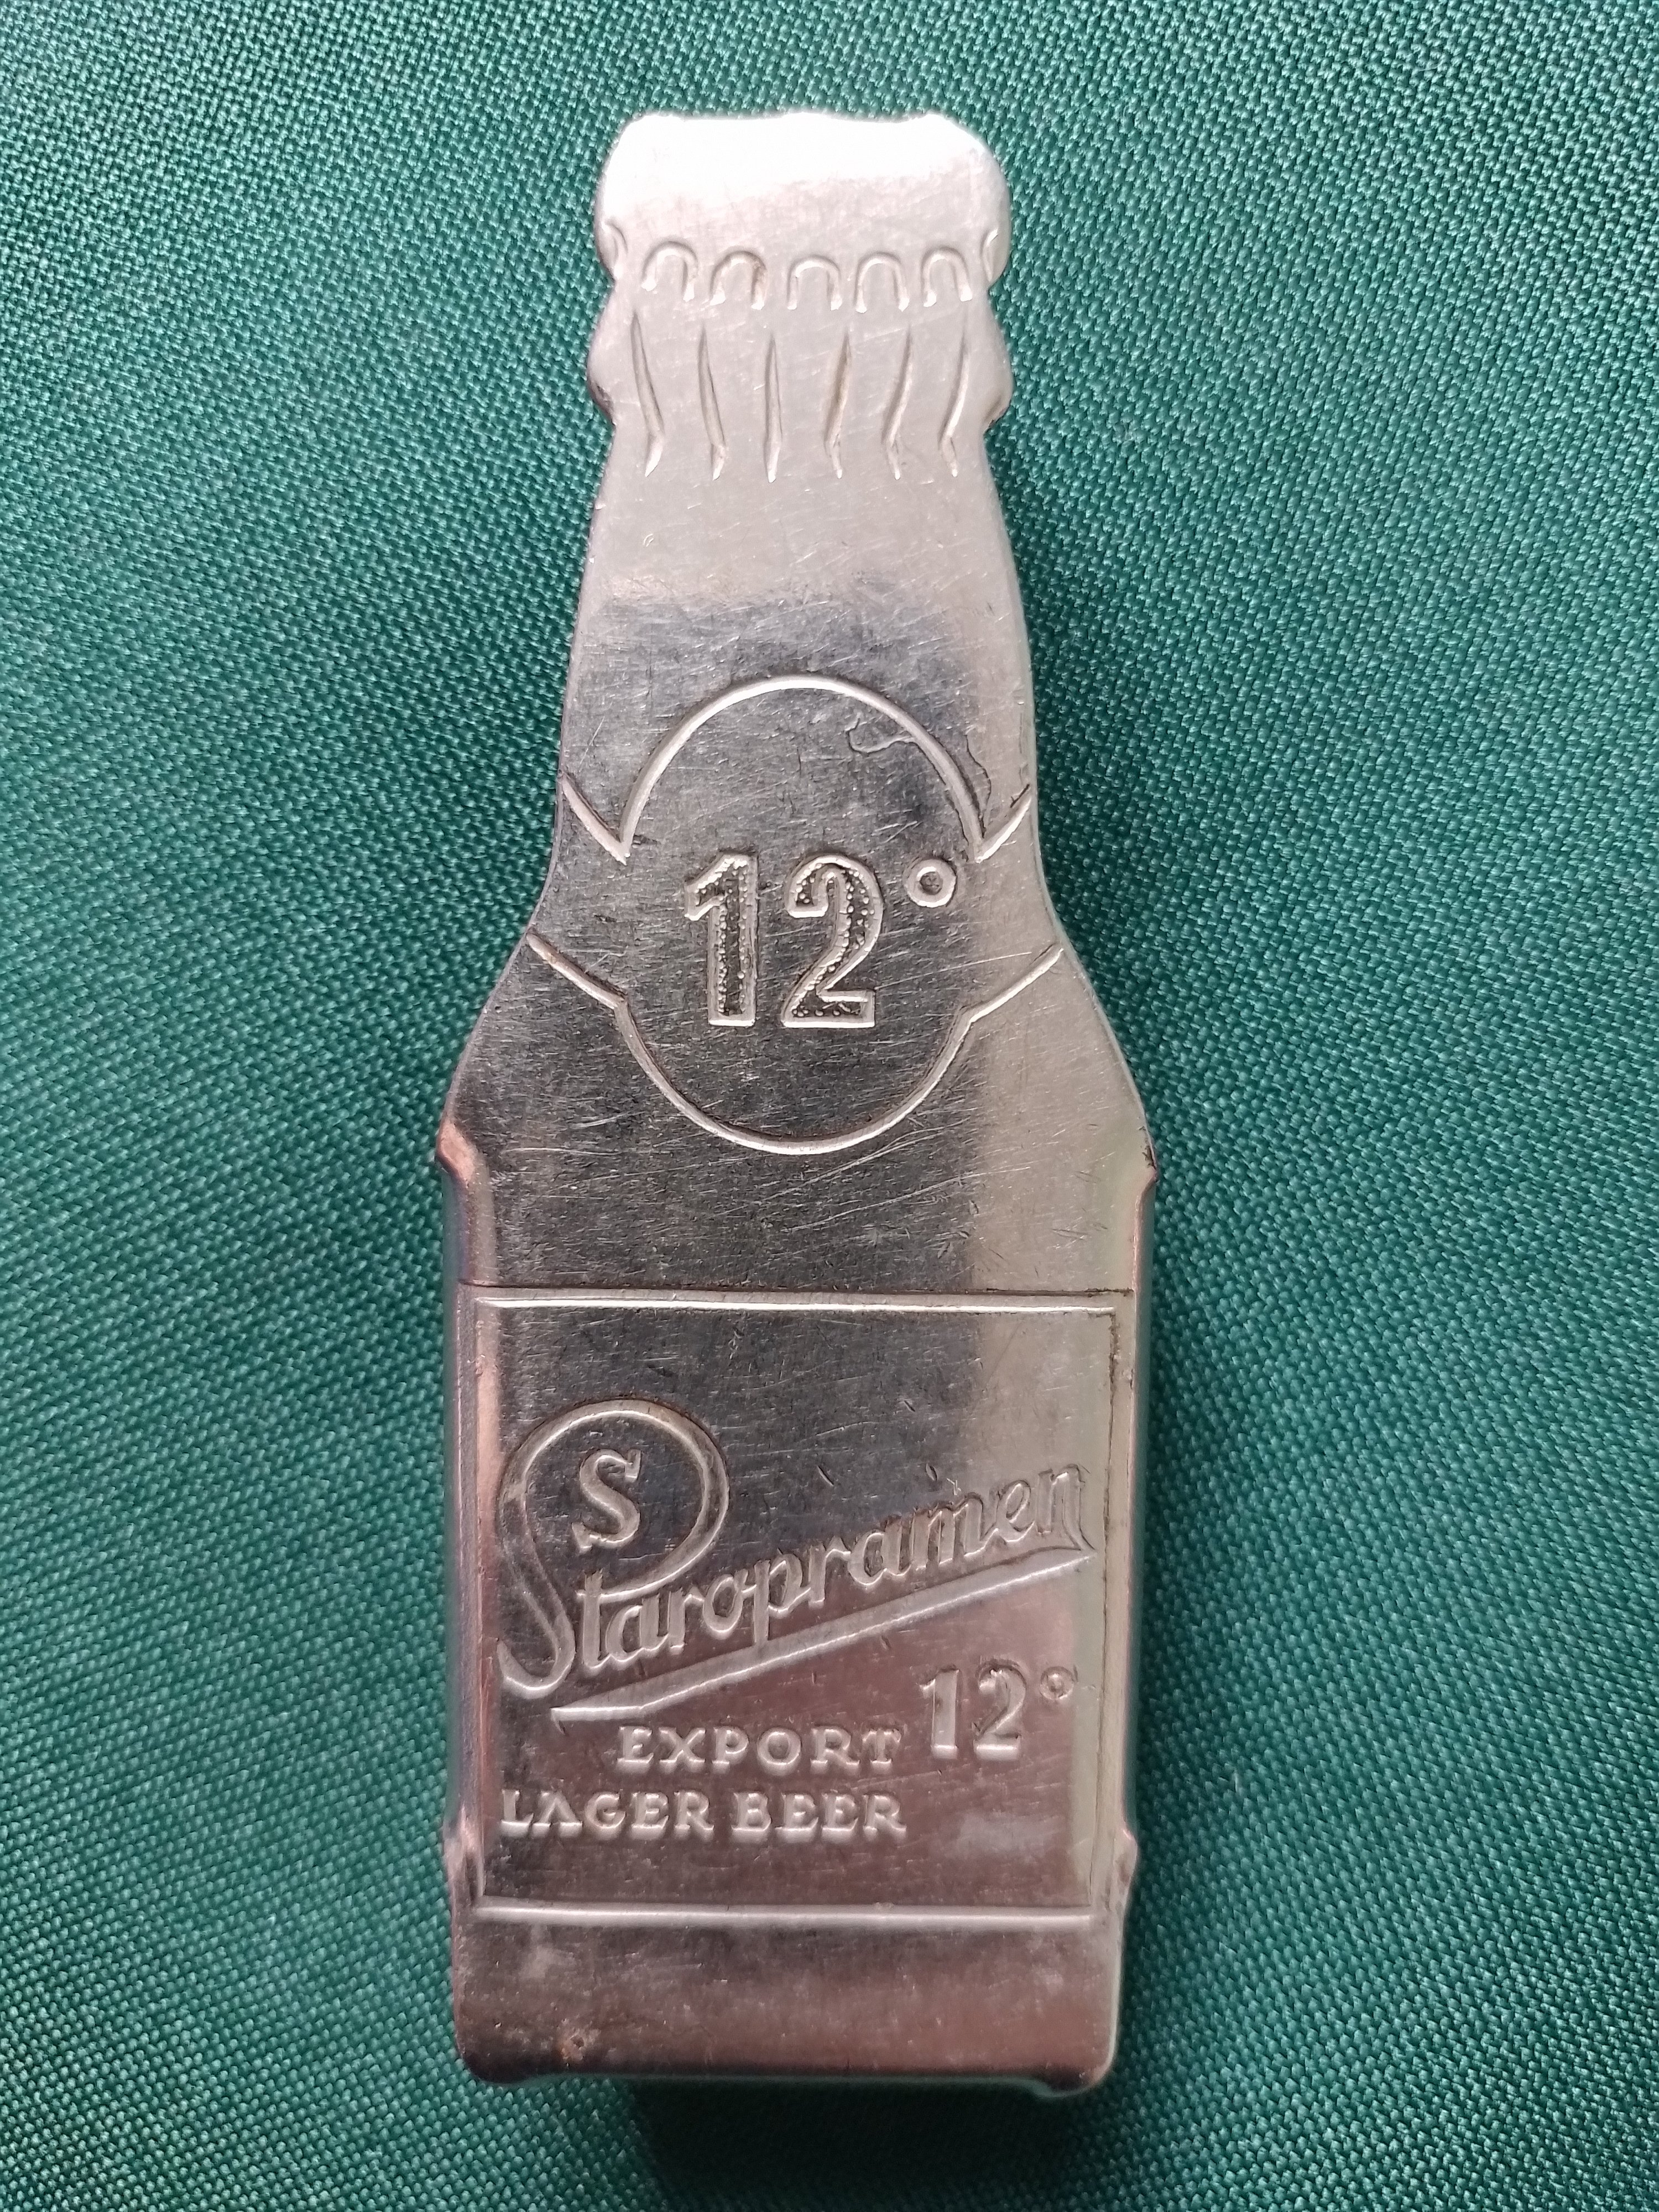 12°
S
Staropramen
12°
EXPORT
LAGER BEER